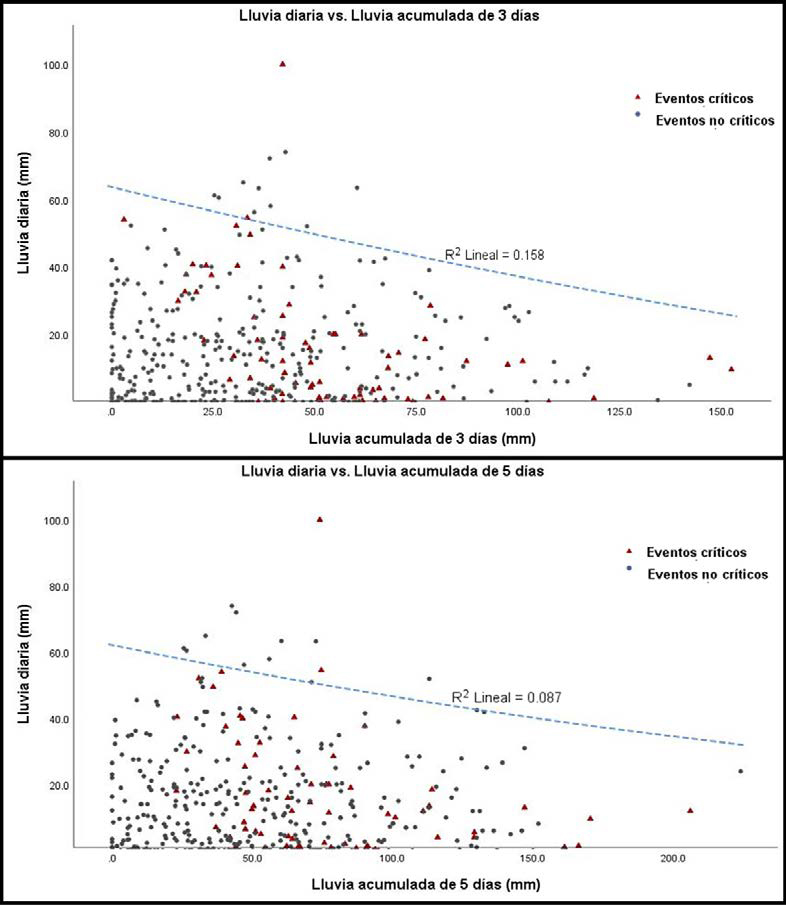 Lluvia diaria vs. Lluvia acumulada de 3 días
100.0
80.0
60.0
40.0
20.0
Lluvia diaria (mm)
Eventos críticos
Eventos no críticos
R2 Lineal = 0.158
.0 25.0 50.0 75.0 100.0 125.0 150.0
Lluvia acumulada de 3 días (mm)
Lluvia diaria vs. Lluvia acumulada de 5 días
100.0
80.0
60.0
40.0
20.0
Lluvia diaria (mm)
Eventos críticos
Eventos no críticos
R2 Lineal = 0.087
.0 50.0 100.0 150.0 200.0
Lluvia acumulada de 5 días (mm)